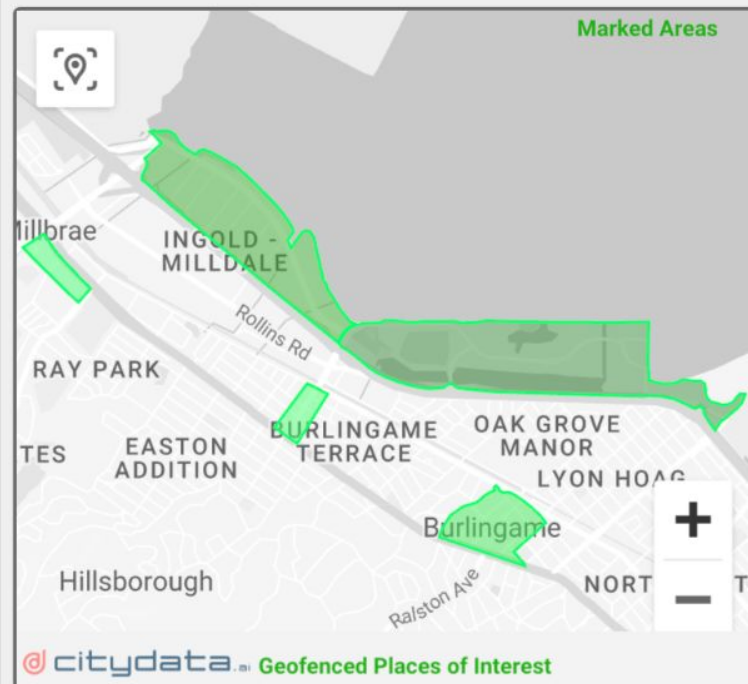 Marked Areas
Millbrae
INGOLD -
MILLDALE
Rollins Rd
RAY PARK
BURLINGAME
TERRACE
OAK GROVE
MANOR
TES
EASTON
ADDITION
LYON HOAG
Burlingame
+
Hillsborough
Ralston Ave
NORT
T
−
citydata.ai Geofenced Places of Interest